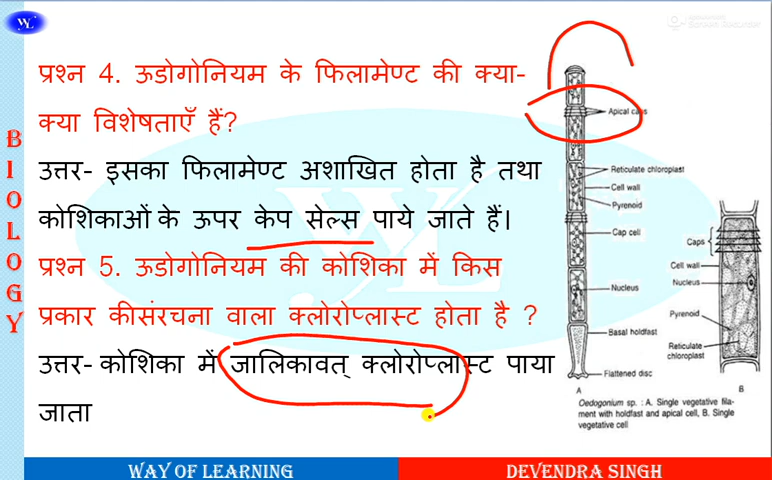 प्रश्न 4. ऊडोगोनियम के फिलामेण्ट की क्या-
क्या विशेषताएँ हैं?
उत्तर- इसका फिलामेण्ट अशाखित होता है तथा
कोशिकाओं के ऊपर केप सेल्स पाये जाते हैं।
प्रश्न 5. ऊडोगोनियम की कोशिका में किस
प्रकार कीसंरचना वाला क्लोरोप्लास्ट होता है ?
उत्तर- कोशिका में जालिकावत् क्लोरोप्लास्ट पाया
जाता
BIOLOGY
Apical caps
Reticulate chloroplast
Cell wall
Pyrenoid
Cap cell
Nucleus
Basal holdfast
Flattened disc
A
Caps
Cell wall
Nucleus
Pyrenoid
Reticulate
chloroplast
B
Oedogonium sp. : A. Single vegetative fila-
ment with holdfast and apical cell, B. Single
vegetative cell
WAY OF LEARNING
DEVENDRA SINGH